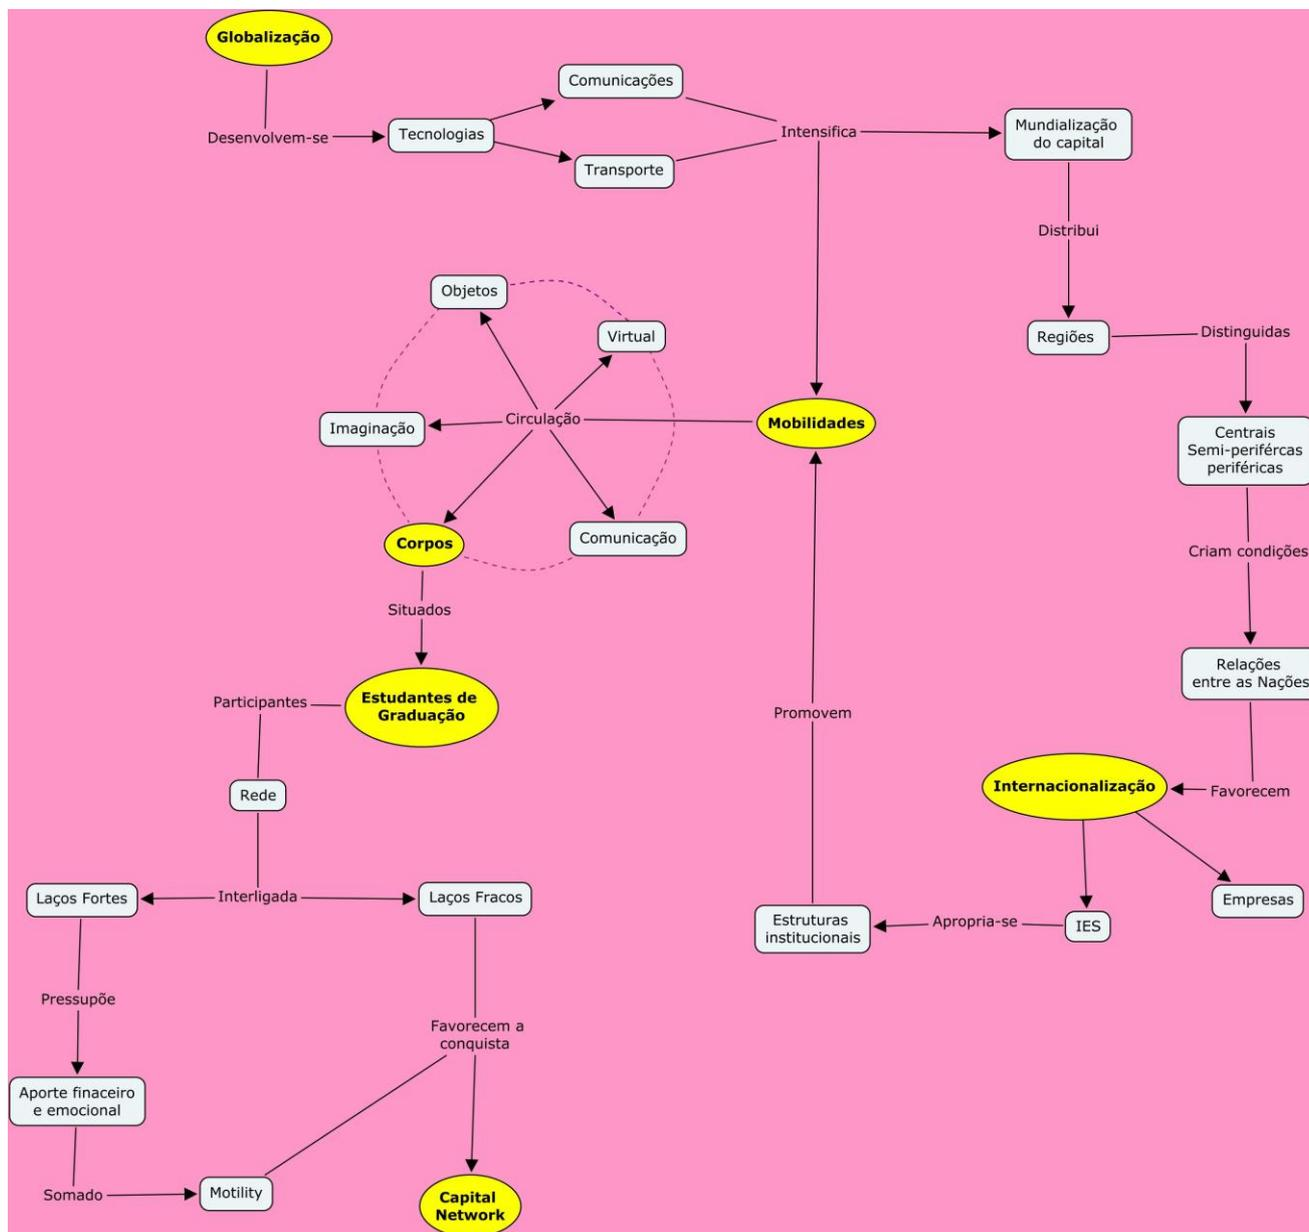 Globalização
Desenvolvem-se
Tecnologias
Comunicações
Transporte
Intensifica
Mundialização
do capital
Distribui
Regiões
Distinguidas
Centrais
Semi-perifércas
periféricas
Criam condições
Relações
entre as Nações
Favorecem
Internacionalização
Empresas
IES
Apropria-se
Estruturas
institucionais
Promovem
Mobilidades
Circulação
Objetos
Virtual
Imaginação
Corpos
Comunicação
Situados
Estudantes de
Graduação
Participantes
Rede
Interligada
Laços Fortes
Laços Fracos
Pressupõe
Aporte finaceiro
e emocional
Somado
Motility
Favorecem a
conquista
Capital
Network